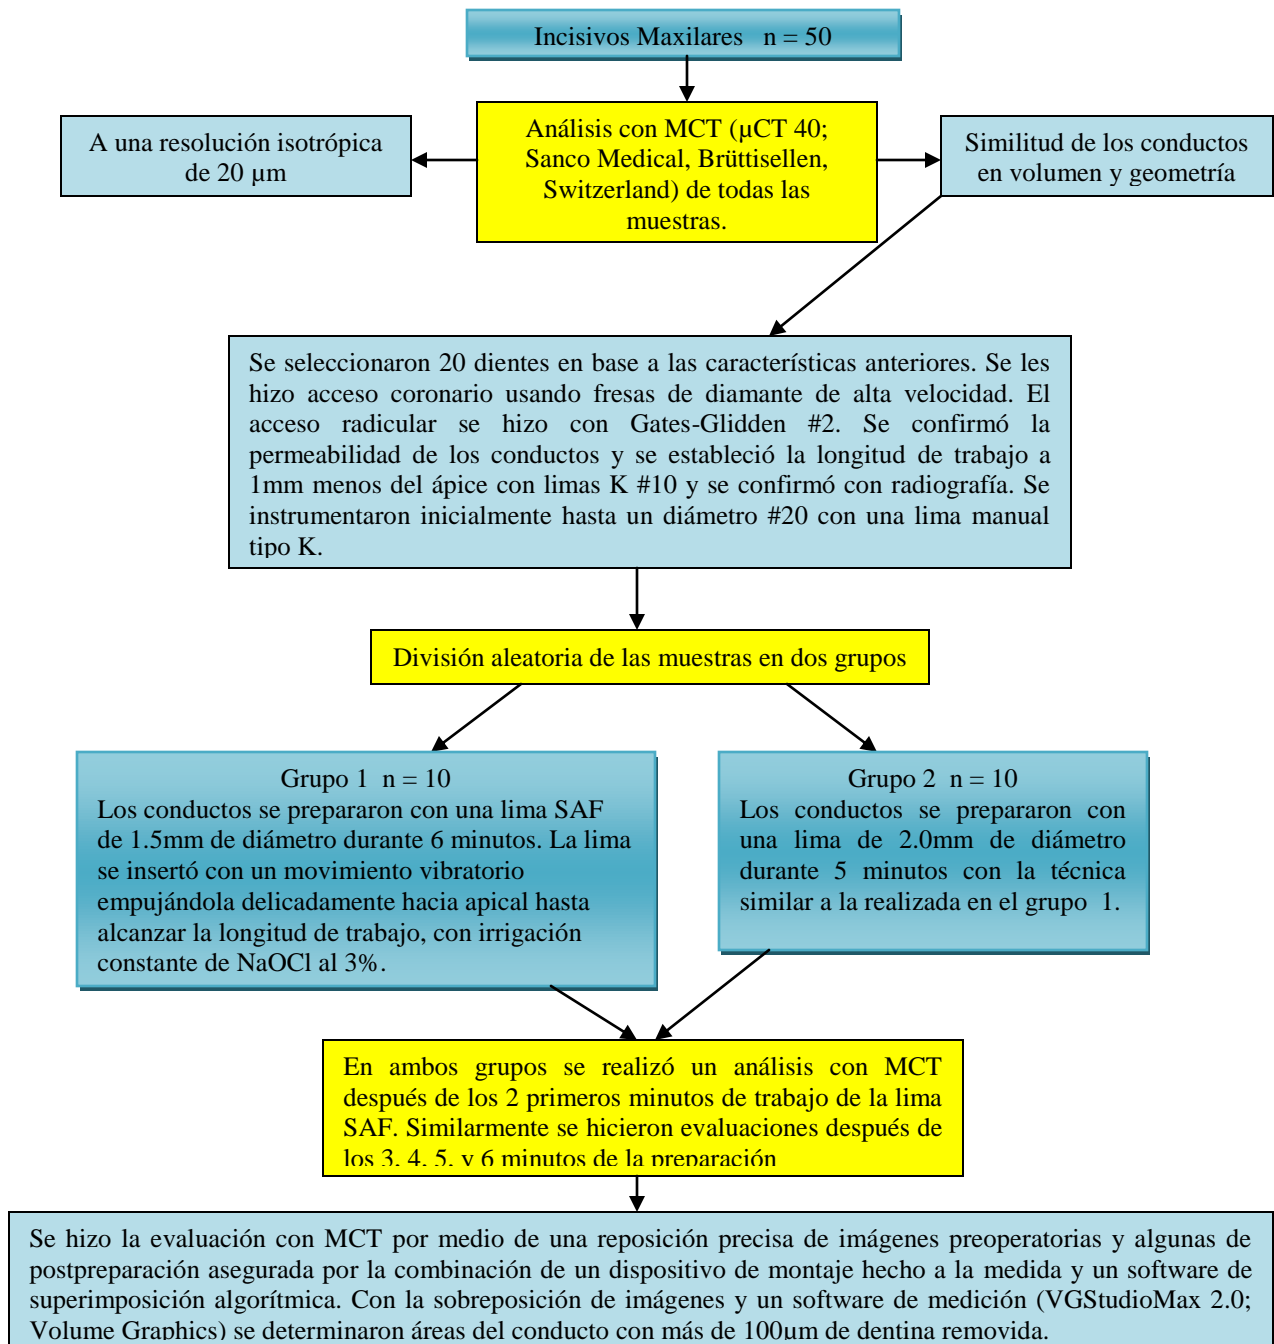 Incisivos Maxilares n = 50
A una resolución isotrópica
de 20 µm
Análisis con MCT (µCT 40;
Sanco Medical, Brüttisellen,
Switzerland) de todas las
muestras.
Similitud de los conductos
en volumen y geometría
Se seleccionaron 20 dientes en base a las características anteriores. Se les
hizo acceso coronario usando fresas de diamante de alta velocidad. El
acceso radicular se hizo con Gates-Glidden #2. Se confirmó la
permeabilidad de los conductos y se estableció la longitud de trabajo a
1mm menos del ápice con limas K #10 y se confirmó con radiografía. Se
instrumentaron inicialmente hasta un diámetro #20 con una lima manual
tipo K.
División aleatoria de las muestras en dos grupos
Grupo 1 n = 10
Los conductos se prepararon con una lima SAF
de 1.5mm de diámetro durante 6 minutos. La lima
se insertó con un movimiento vibratorio
empujándola delicadamente hacia apical hasta
alcanzar la longitud de trabajo, con irrigación
constante de NaOCl al 3%.
Grupo 2 n = 10
Los conductos se prepararon con
una lima de 2.0mm de diámetro
durante 5 minutos con la técnica
similar a la realizada en el grupo 1.
En ambos grupos se realizó un análisis con MCT
después de los 2 primeros minutos de trabajo de la lima
SAF. Similarmente se hicieron evaluaciones después de
los 3, 4, 5, y 6 minutos de la preparación
Se hizo la evaluación con MCT por medio de una reposición precisa de imágenes preoperatorias y algunas de
postpreparación asegurada por la combinación de un dispositivo de montaje hecho a la medida y un software de
superimposición algorítmica. Con la sobreposición de imágenes y un software de medición (VGStudioMax 2.0;
Volume Graphics) se determinaron áreas del conducto con más de 100µm de dentina removida.